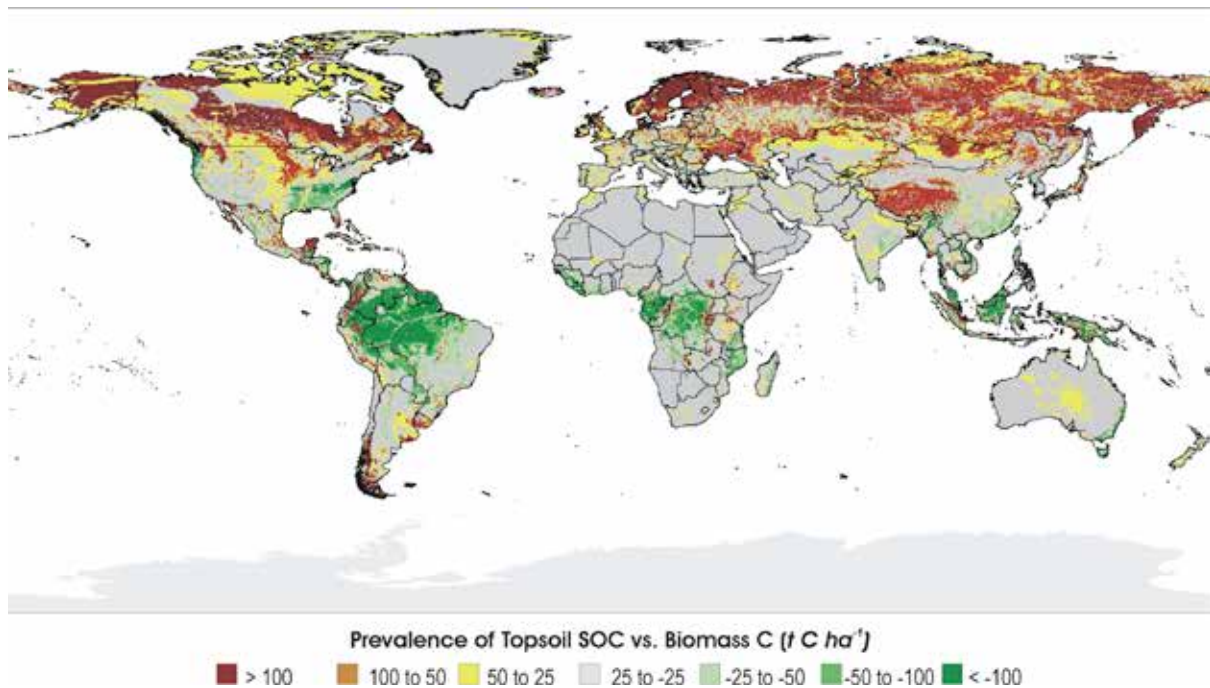 Prevalence of Topsoil SOC vs. Biomass C (t C ha⁻¹)
> 100 100 to 50 50 to 25 25 to -25 -25 to -50 -50 to -100 < -100